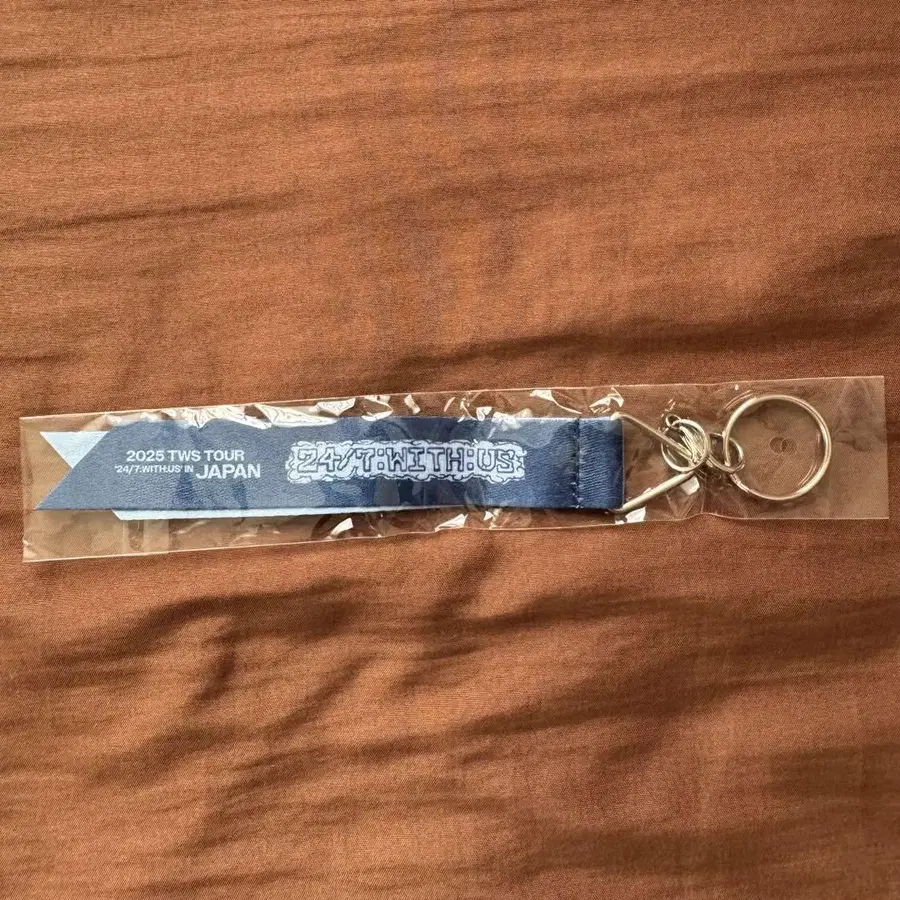 2025 TWS TOUR
'24/7:WITH:US' IN JAPAN
24/7:WITH:US